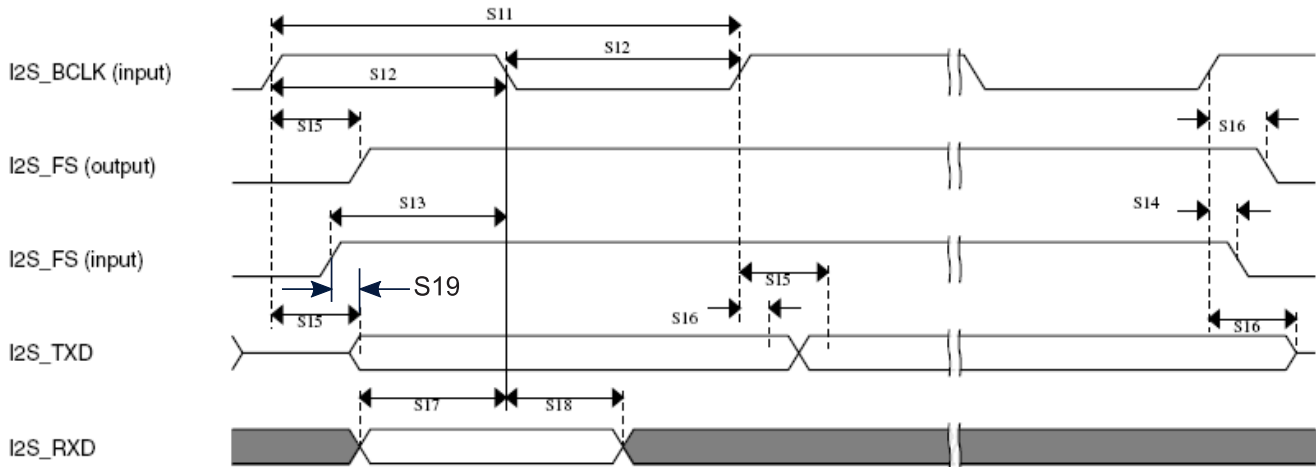 S11
I2S_BCLK (input)
S12
S12
S15
S16
I2S_FS (output)
S13
S14
I2S_FS (input)
S19
S15
S15
S16
S16
I2S_TXD
S17
S18
I2S_RXD